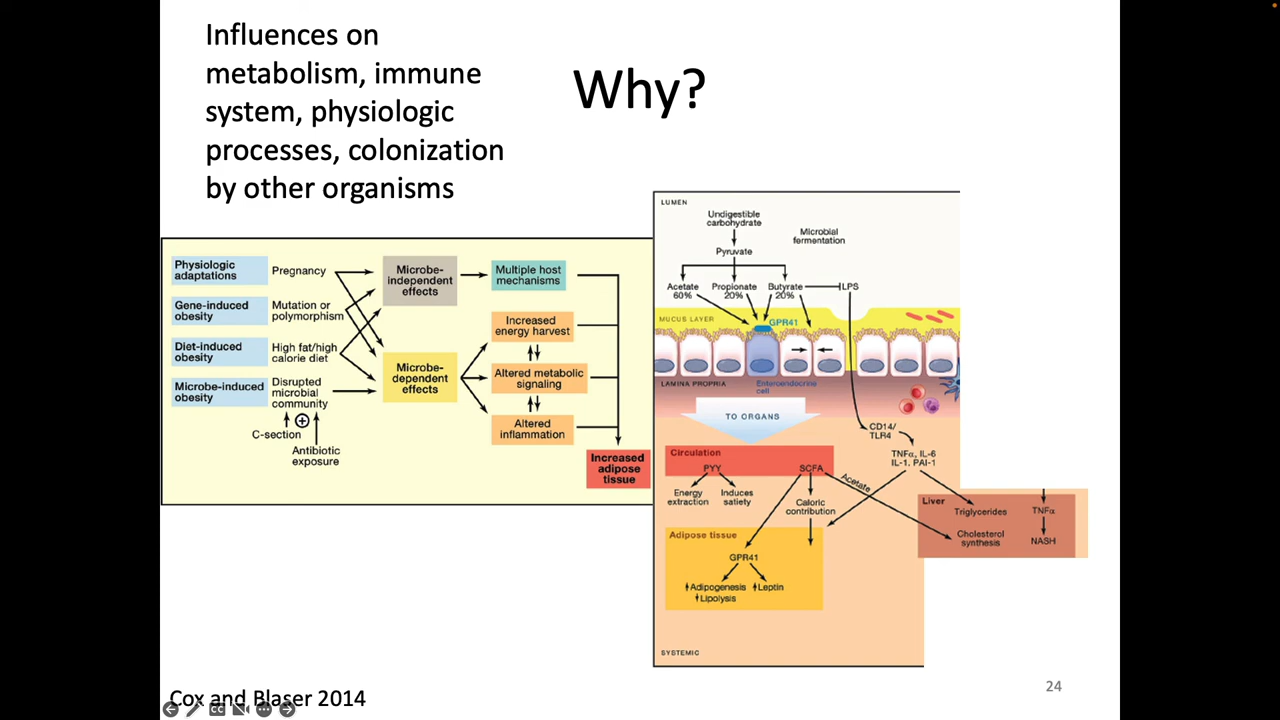 Influences on
metabolism, immune
system, physiologic
processes, colonization
by other organisms
Why?
Physiologic
adaptations
Pregnancy
Gene-induced
obesity
Mutation or
polymorphism
Diet-induced
obesity
High fat/high
calorie diet
Microbe-induced
obesity
Disrupted
microbial
community
C-section
Antibiotic
exposure
Microbe-
independent
effects
Microbe-
dependent
effects
Multiple host
mechanisms
Increased
energy harvest
Altered metabolic
signaling
Altered
inflammation
Increased
adipose
tissue
LUMEN
Undigestible
carbohydrate
Microbial
fermentation
Pyruvate
Acetate
60%
Propionate
20%
Butyrate
20%
LPS
MUCUS LAYER
GPR41
LAMINA PROPRIA
Enteroendocrine
cell
TO ORGANS
CD14/
TLR4
TNFα, IL-6
IL-1, PAI-1
Circulation
PYY
SCFA
Energy
extraction
Induces
satiety
Caloric
contribution
Acetate
Liver
Triglycerides
TNFα
Cholesterol
synthesis
NASH
Adipose tissue
GPR41
Adipogenesis
Leptin
Lipolysis
SYSTEMIC
Cox and Blaser 2014
CC
24